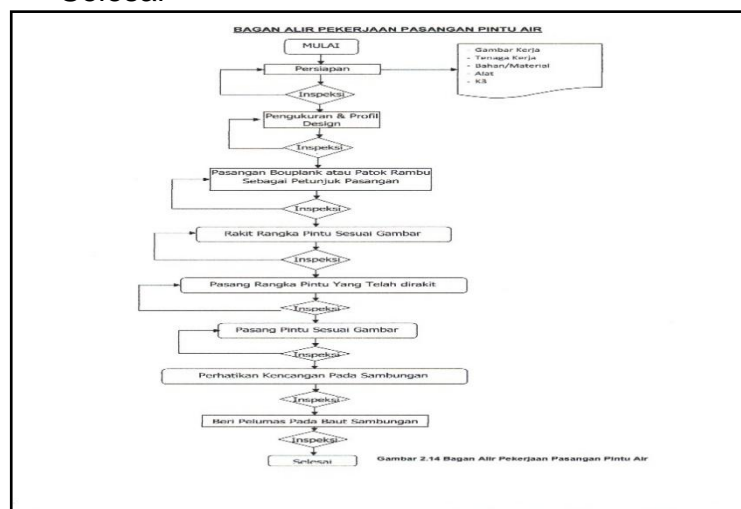 Selesai
BAGAN ALIR PEKERJAAN PASANGAN PINTU AIR
MULAI
Persiapan
- Gambar Kerja
- Tenaga Kerja
- Bahan/Material
- Alat
- K3
Inspeksi
Pengukuran & Profil
Design
Inspeksi
Pasangan Bouplank atau Patok Rambu
Sebagai Petunjuk Pasangan
Inspeksi
Rakit Rangka Pintu Sesuai Gambar
Inspeksi
Pasang Rangka Pintu Yang Telah dirakit
Inspeksi
Pasang Pintu Sesuai Gambar
Inspeksi
Perhatikan Kencangan Pada Sambungan
Inspeksi
Beri Pelumas Pada Baut Sambungan
Inspeksi
Selesai
Gambar 2.14 Bagan Alir Pekerjaan Pasangan Pintu Air